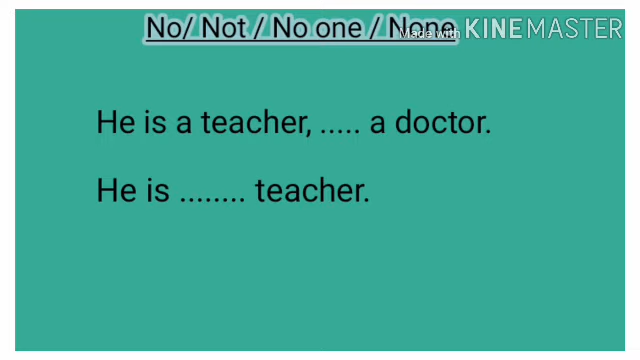 No/ Not / No one / None
Made with KINEMASTER
He is a teacher, ..... a doctor.
He is ........ teacher.